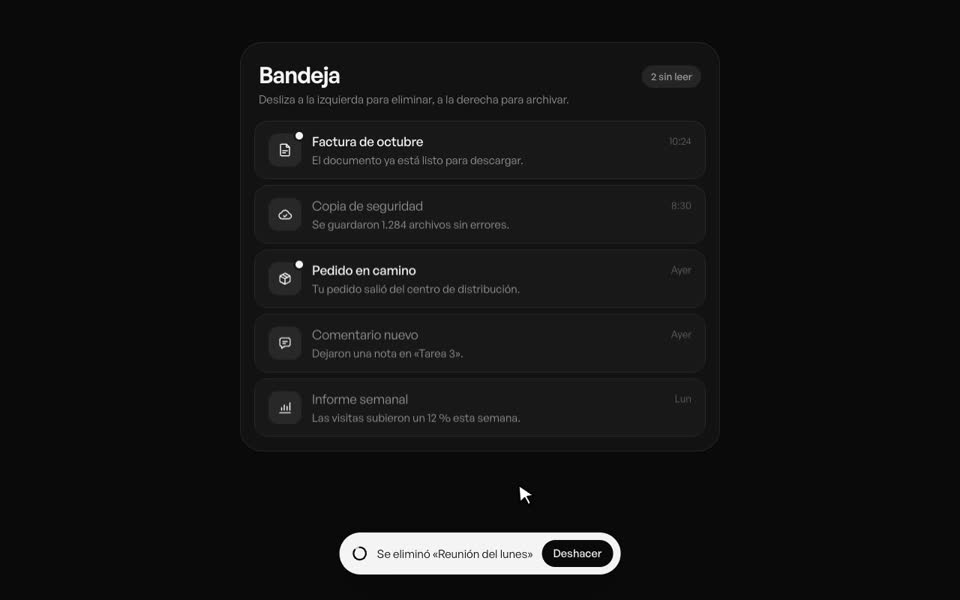 Bandeja
2 sin leer
Desliza a la izquierda para eliminar, a la derecha para archivar.
Factura de octubre
10:24
El documento ya está listo para descargar.
Copia de seguridad
8:30
Se guardaron 1.284 archivos sin errores.
Pedido en camino
Ayer
Tu pedido salió del centro de distribución.
Comentario nuevo
Ayer
Dejaron una nota en «Tarea 3».
Informe semanal
Lun
Las visitas subieron un 12 % esta semana.
Se eliminó «Reunión del lunes»
Deshacer